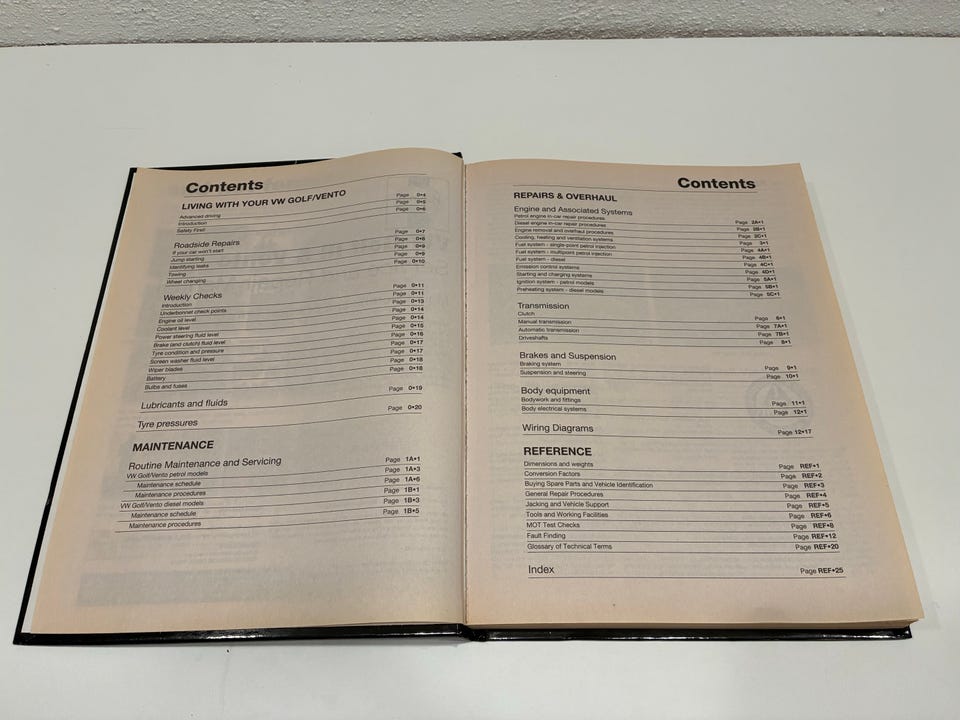 Contents
LIVING WITH YOUR VW GOLF/VENTO
Advanced driving Page 0•4
Introduction Page 0•5
Safety First! Page 0•6
Roadside Repairs
If your car won't start Page 0•7
Jump starting Page 0•8
Identifying leaks Page 0•9
Towing Page 0•9
Wheel changing Page 0•10
Weekly Checks
Introduction Page 0•11
Underbonnet check points Page 0•11
Engine oil level Page 0•13
Coolant level Page 0•14
Power steering fluid level Page 0•14
Brake (and clutch) fluid level Page 0•15
Tyre condition and pressure Page 0•16
Screen washer fluid level Page 0•17
Wiper blades Page 0•17
Battery Page 0•18
Bulbs and fuses Page 0•18
Lubricants and fluids Page 0•19
Tyre pressures Page 0•20
MAINTENANCE
Routine Maintenance and Servicing
VW Golf/Vento petrol models Page 1A•1
Maintenance schedule Page 1A•3
Maintenance procedures Page 1A•6
VW Golf/Vento diesel models Page 1B•1
Maintenance schedule Page 1B•3
Maintenance procedures Page 1B•5
Contents
REPAIRS & OVERHAUL
Engine and Associated Systems
Petrol engine in-car repair procedures Page 2A•1
Diesel engine in-car repair procedures Page 2B•1
Engine removal and overhaul procedures Page 2C•1
Cooling, heating and ventilation systems Page 3•1
Fuel system - single-point petrol injection Page 4A•1
Fuel system - multipoint petrol injection Page 4B•1
Fuel system - diesel Page 4C•1
Emission control systems Page 4D•1
Starting and charging systems Page 5A•1
Ignition system - petrol models Page 5B•1
Preheating system - diesel models Page 5C•1
Transmission
Clutch Page 6•1
Manual transmission Page 7A•1
Automatic transmission Page 7B•1
Driveshafts Page 8•1
Brakes and Suspension
Braking system Page 9•1
Suspension and steering Page 10•1
Body equipment
Bodywork and fittings Page 11•1
Body electrical systems Page 12•1
Wiring Diagrams Page 12•17
REFERENCE
Dimensions and weights Page REF•1
Conversion Factors Page REF•2
Buying Spare Parts and Vehicle Identification Page REF•3
General Repair Procedures Page REF•4
Jacking and Vehicle Support Page REF•5
Tools and Working Facilities Page REF•6
MOT Test Checks Page REF•8
Fault Finding Page REF•12
Glossary of Technical Terms Page REF•20
Index Page REF•25